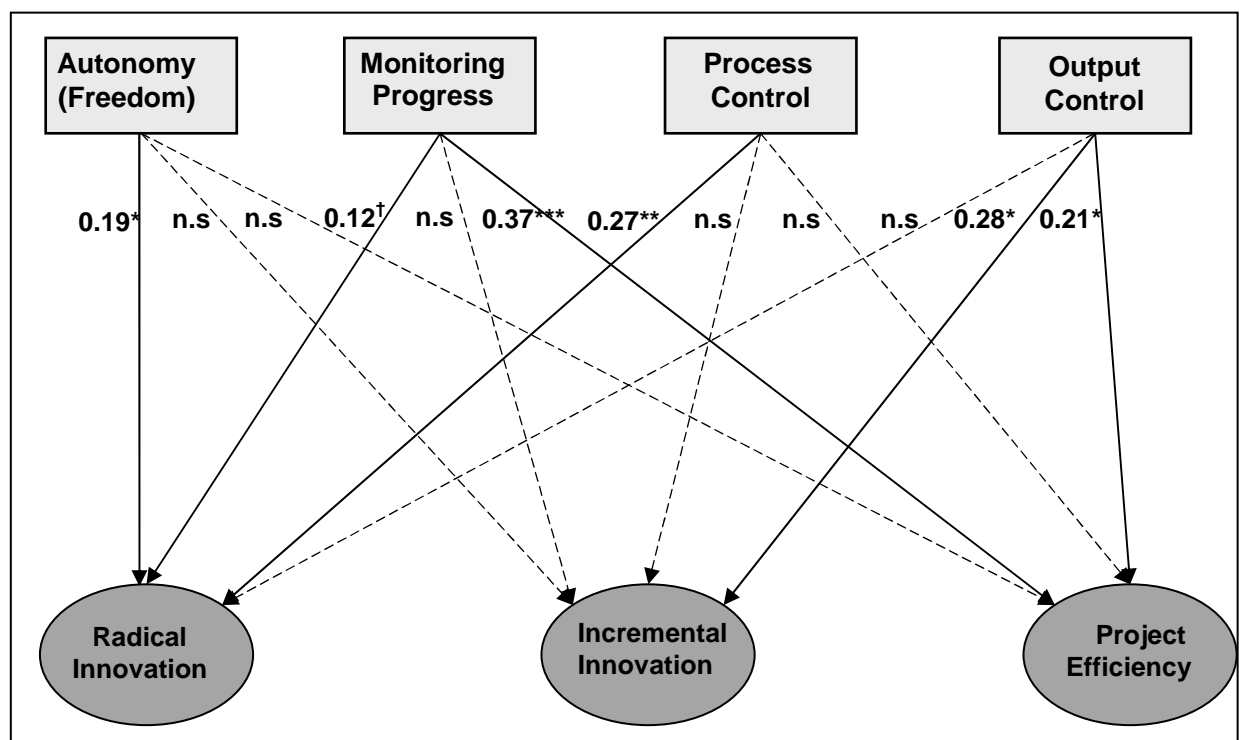 Autonomy
(Freedom)
Monitoring
Progress
Process
Control
Output
Control
0.19* n.s n.s 0.12† n.s 0.37*** 0.27** n.s n.s n.s 0.28* 0.21*
Radical
Innovation
Incremental
Innovation
Project
Efficiency